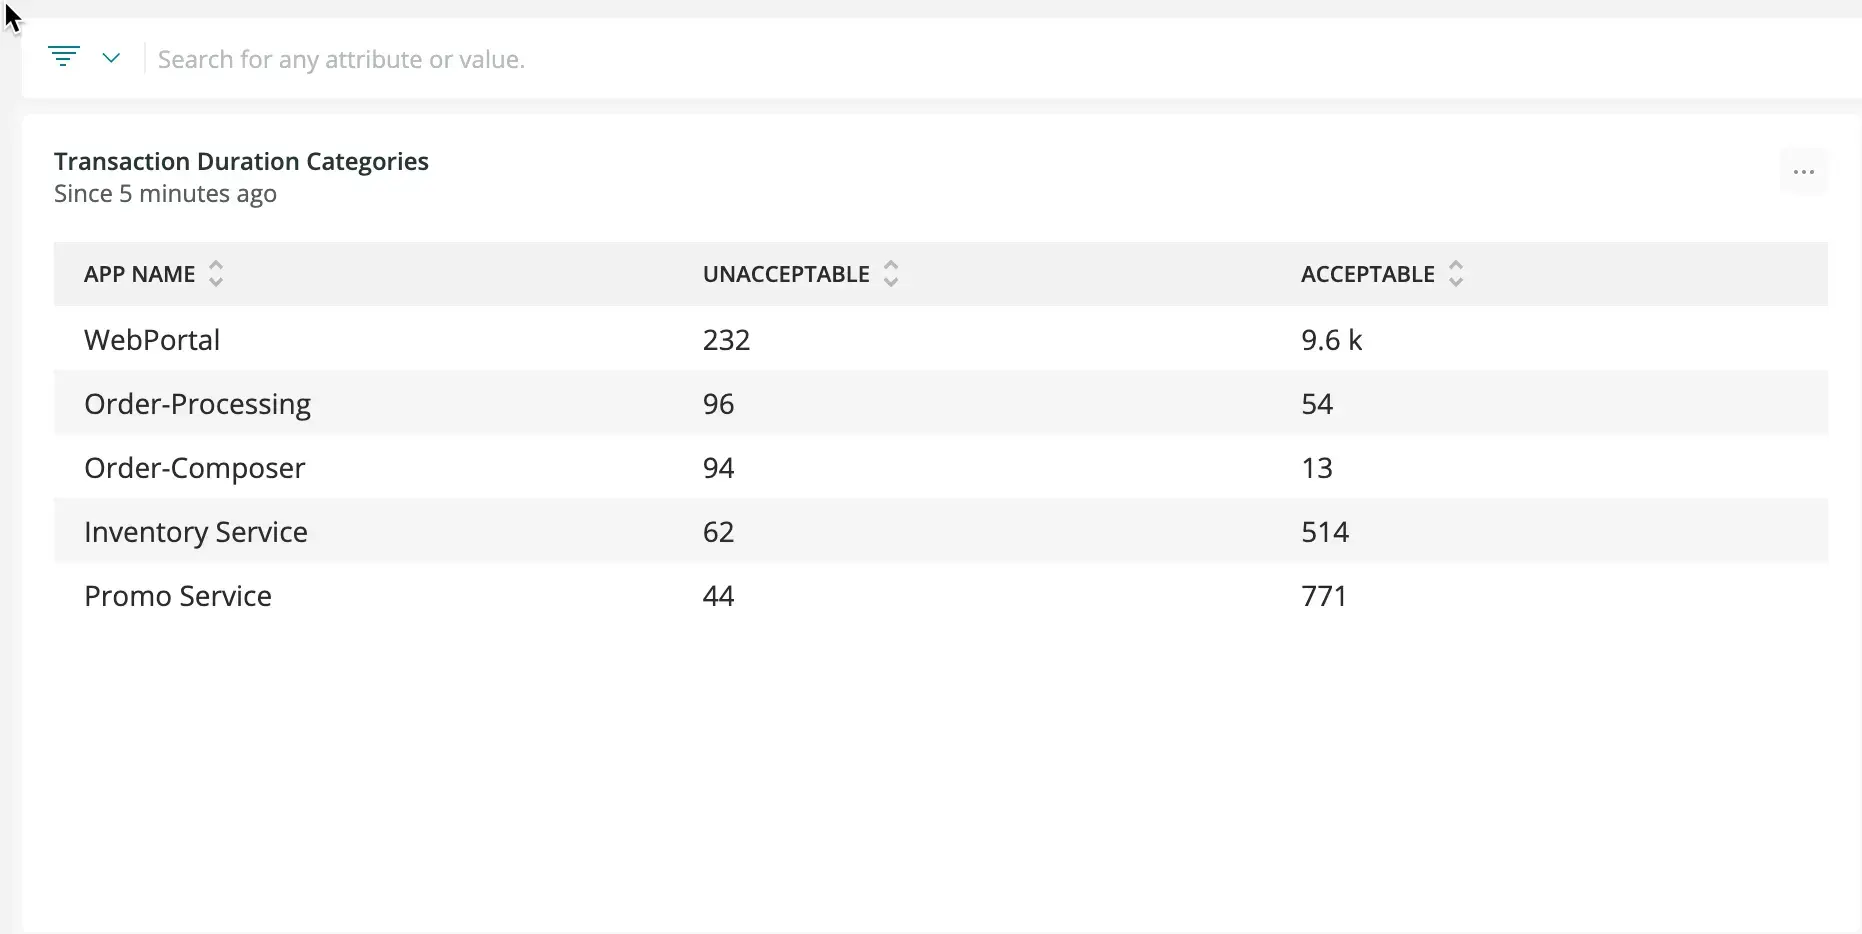 Search for any attribute or value.
Transaction Duration Categories
Since 5 minutes ago
APP NAME UNACCEPTABLE ACCEPTABLE
WebPortal 232 9.6 k
Order-Processing 96 54
Order-Composer 94 13
Inventory Service 62 514
Promo Service 44 771